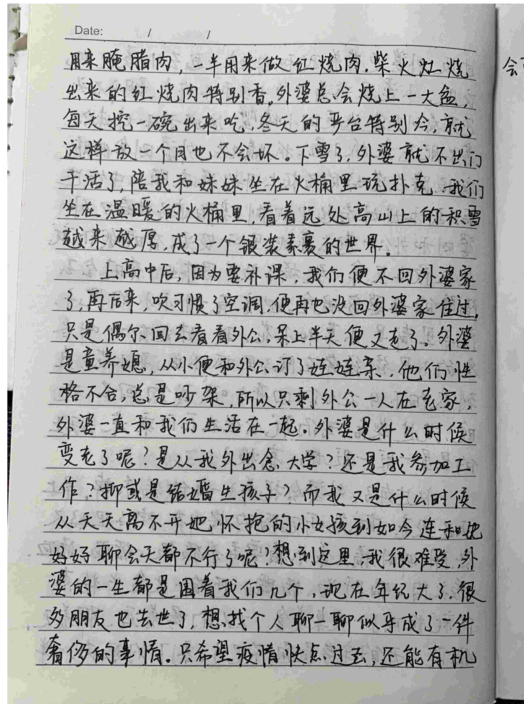 Date: / /
用来腌腊肉，一半用来做红烧肉。柴火灶烧
会
出来的红烧肉特别香。外婆总会烧上一大盆，
每天挖一碗出来吃，冬天的乡台特别冷，就
这样放一个月也不会坏。下雪了，外婆就不出门
干活了，陪我和妹妹坐在火桶里玩扑克。我们
坐在温暖的火桶里，看着远处高山上的积雪
越来越厚，成了一个银装素裹的世界。
上高中后，因为要补课，我们便不回外婆家
了，再后来，吹习惯了空调，便再也没回外婆家住过，
只是偶尔回去看看外公，呆上半天便又走了。外婆
是童养媳，从小便和外公订了娃娃亲，他们性
格不合，总是吵架。所以只剩外公一人在老家，
外婆一直和我们生活在一起。外婆是什么时候
变老了呢？是从我外出念大学？还是我参加工
作？抑或是结婚生孩子？而我又是什么时候
从天天离不开她怀抱的小女孩到如今连和她
好好聊会天都不行了呢！想到这里，我很难受，外
婆的一生都是围着我们几个，现在年纪大了，很
多朋友也去世了，想找个人聊一聊似乎成了一件
奢侈的事情。只希望疫情快点过去，还能有机